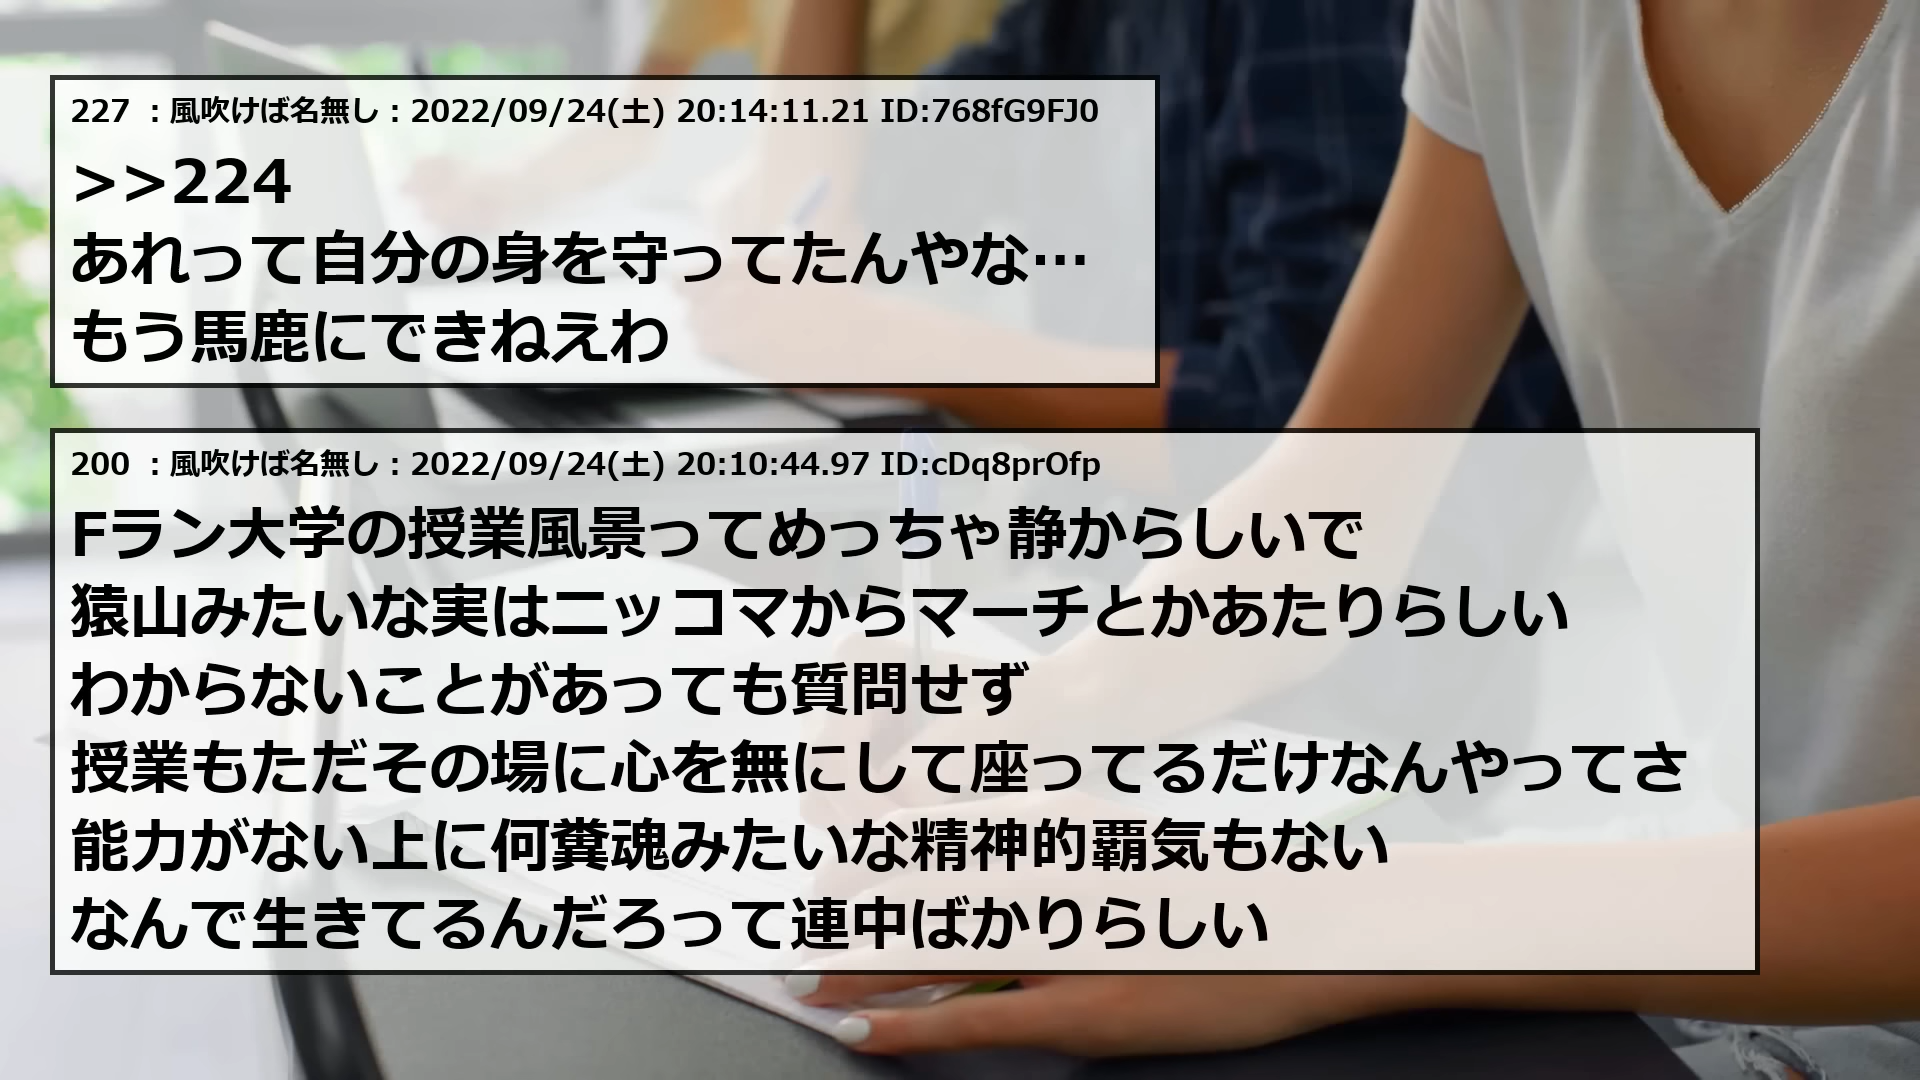 227 ：風吹けば名無し：2022/09/24(土) 20:14:11.21 ID:768fG9FJ0
>>224
あれって自分の身を守ってたんやな…
もう馬鹿にできねえわ
200 ：風吹けば名無し：2022/09/24(土) 20:10:44.97 ID:cDq8prOfp
Fラン大学の授業風景ってめっちゃ静からしいで
猿山みたいな実はニッコマからマーチとかあたりらしい
わからないことがあっても質問せず
授業もただその場に心を無にして座ってるだけなんやってさ
能力がない上に何糞魂みたいな精神的覇気もない
なんで生きてるんだろって連中ばかりらしい